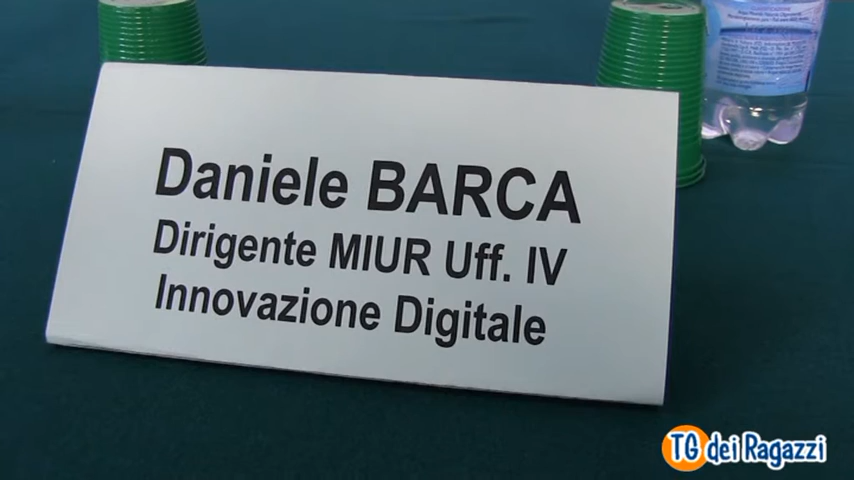 Daniele BARCA
Dirigente MIUR Uff. IV
Innovazione Digitale
TG dei Ragazzi